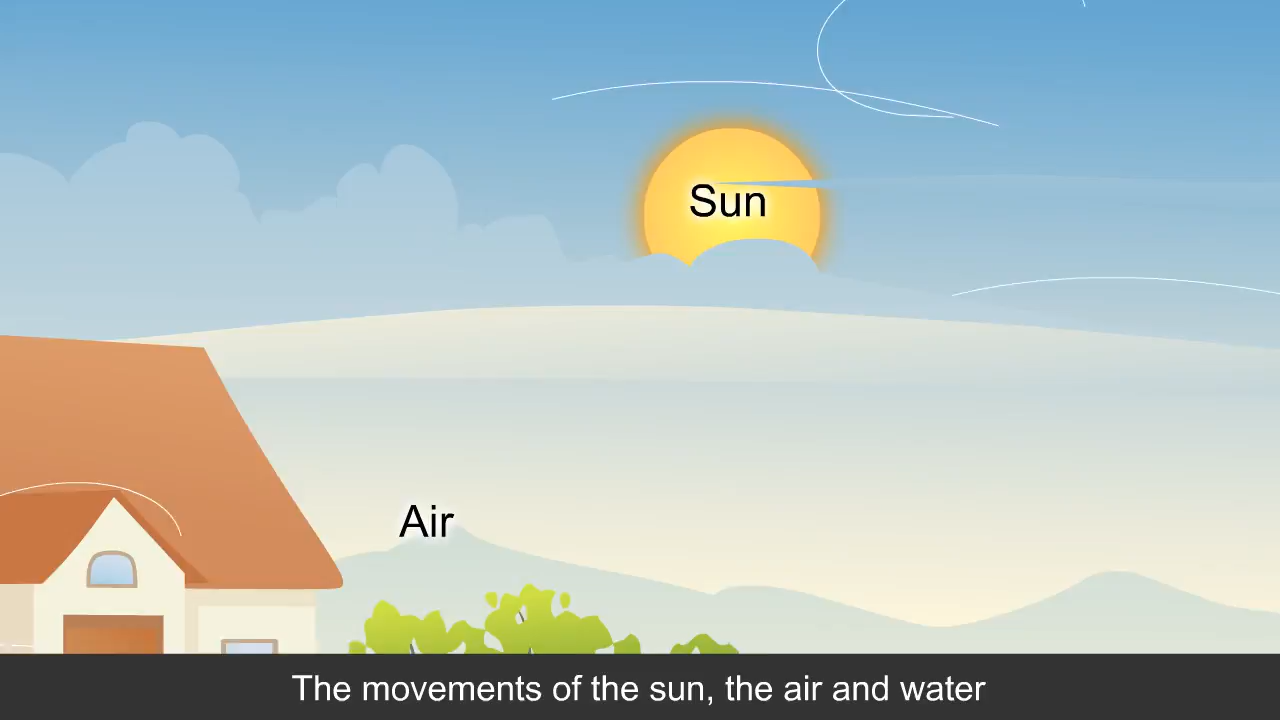 Sun
Air
The movements of the sun, the air and water